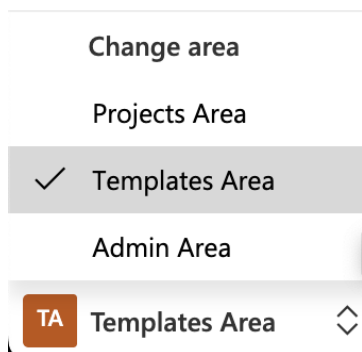 Change area
Projects Area
Templates Area
Admin Area
TA Templates Area